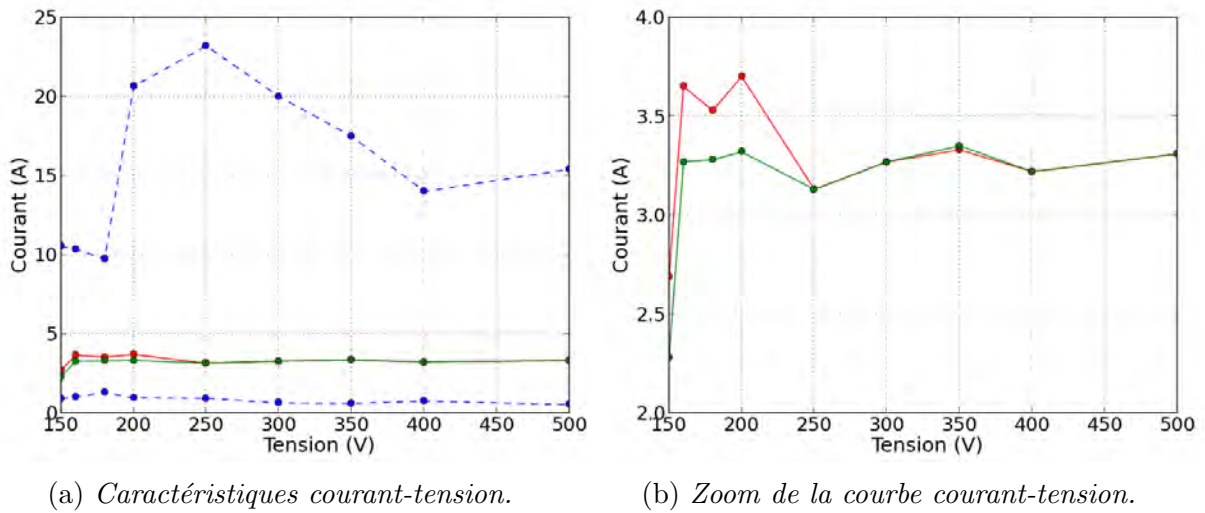 25
20
15
10
5
0
Courant (A)
150 200 250 300 350 400 450 500
Tension (V)
4.0
3.5
3.0
2.5
2.0
Courant (A)
150 200 250 300 350 400 450 500
Tension (V)
(a) Caractéristiques courant-tension.
(b) Zoom de la courbe courant-tension.